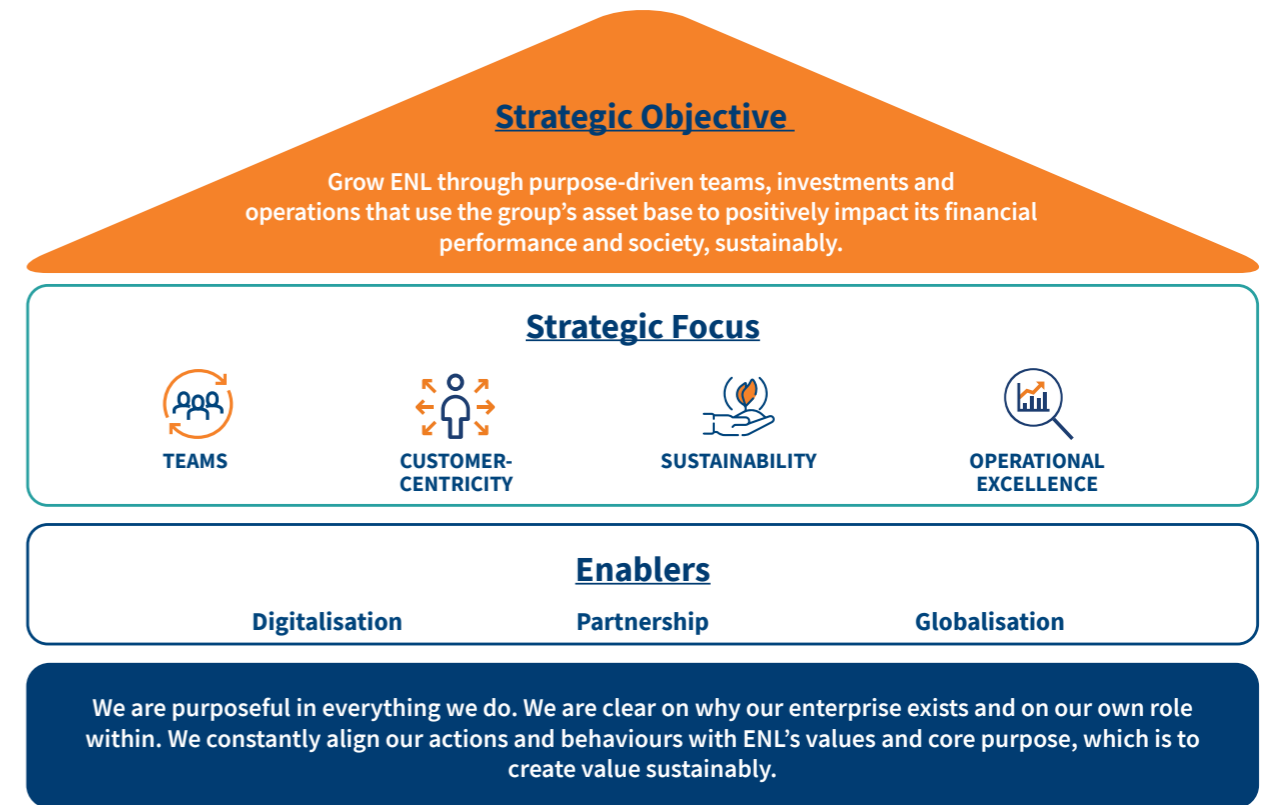 Strategic Objective
Grow ENL through purpose-driven teams, investments and
operations that use the group’s asset base to positively impact its financial
performance and society, sustainably.
Strategic Focus
TEAMS
CUSTOMER-
CENTRICITY
SUSTAINABILITY
OPERATIONAL
EXCELLENCE
Enablers
Digitalisation
Partnership
Globalisation
We are purposeful in everything we do. We are clear on why our enterprise exists and on our own role
within. We constantly align our actions and behaviours with ENL’s values and core purpose, which is to
create value sustainably.